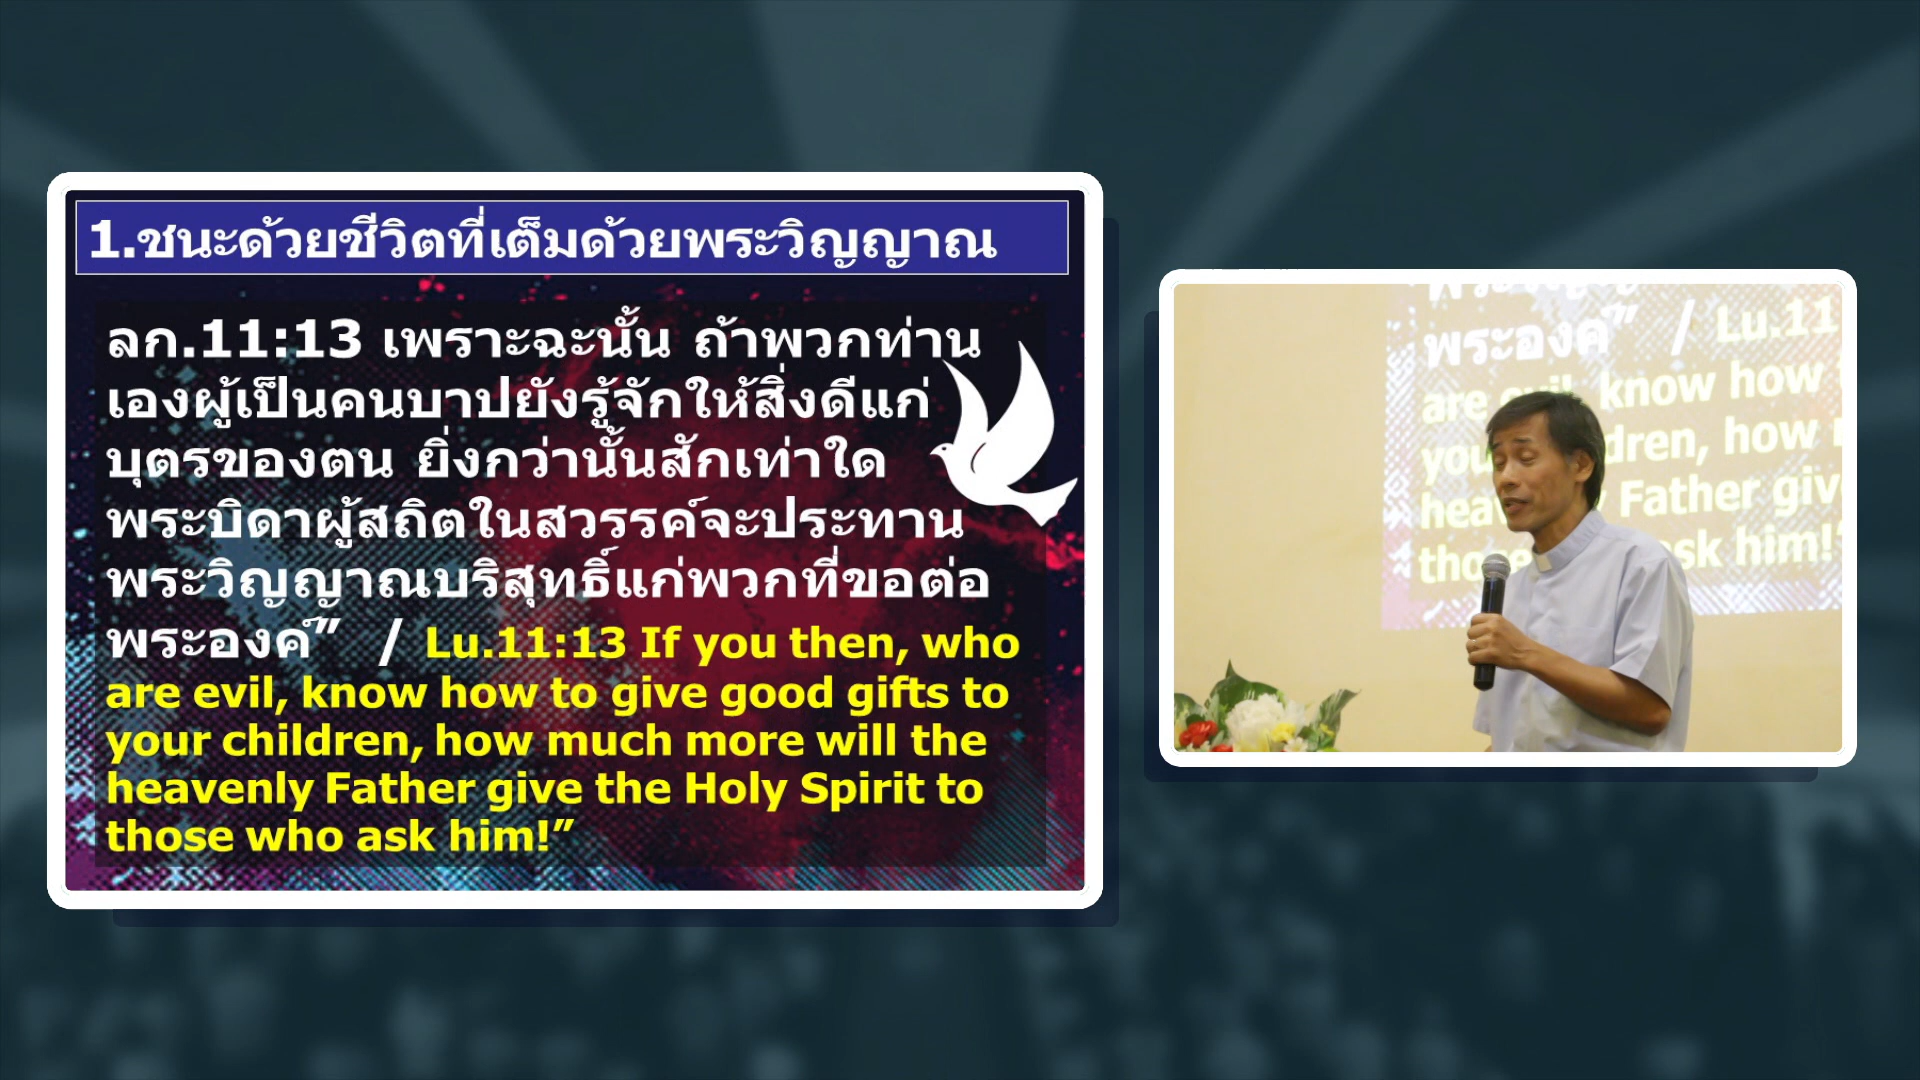 1.ชนะด้วยชีวิตที่เต็มด้วยพระวิญญาณ
ลก.11:13 เพราะฉะนั้น ถ้าพวกท่าน
เองผู้เป็นคนบาปยังรู้จักให้สิ่งดีแก่
บุตรของตน ยิ่งกว่านั้นสักเท่าใด
พระบิดาผู้สถิตในสวรรค์จะประทาน
พระวิญญาณบริสุทธิ์แก่พวกที่ขอต่อ
พระองค์” / Lu.11:13 If you then, who
are evil, know how to give good gifts to
your children, how much more will the
heavenly Father give the Holy Spirit to
those who ask him!”
พระองค์” / Lu.11
are evil, know how
dren, how
Father giv
ask him!”